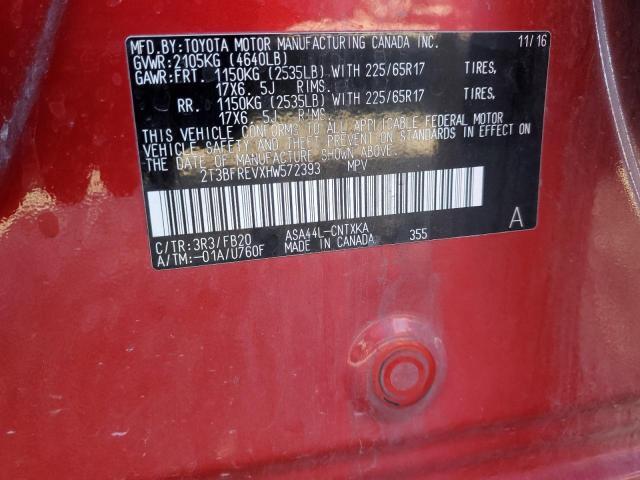 MFD.BY:TOYOTA MOTOR MANUFACTURING CANADA INC. 11/16
GVWR:2105KG (4640LB)
GAWR:FRT. 1150KG (2535LB) WITH 225/65R17 TIRES,
17X6. 5J RIMS.
RR. 1150KG (2535LB) WITH 225/65R17 TIRES,
17X6. 5J RIMS.
THIS VEHICLE CONFORMS TO ALL APPLICABLE FEDERAL MOTOR
VEHICLE SAFETY AND THEFT PREVENTION STANDARDS IN EFFECT ON
THE DATE OF MANUFACTURE SHOWN ABOVE.
2T3BFREVXHW572393 MPV
C/TR:3R3/FB20 ASA44L-CNTXKA 355 A
A/TM:-01A/U760F MADE IN CANADA